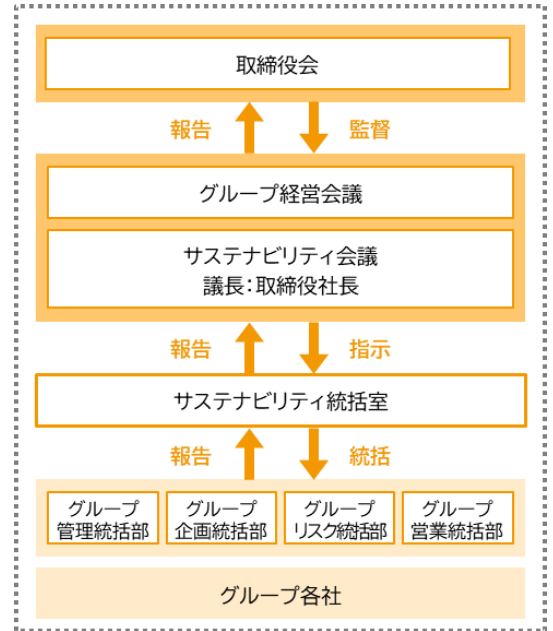 取締役会
報告
監督
グループ経営会議
サステナビリティ会議
議長：取締役社長
報告
指示
サステナビリティ統括室
報告
統括
グループ
管理統括部
グループ
企画統括部
グループ
リスク統括部
グループ
営業統括部
グループ各社